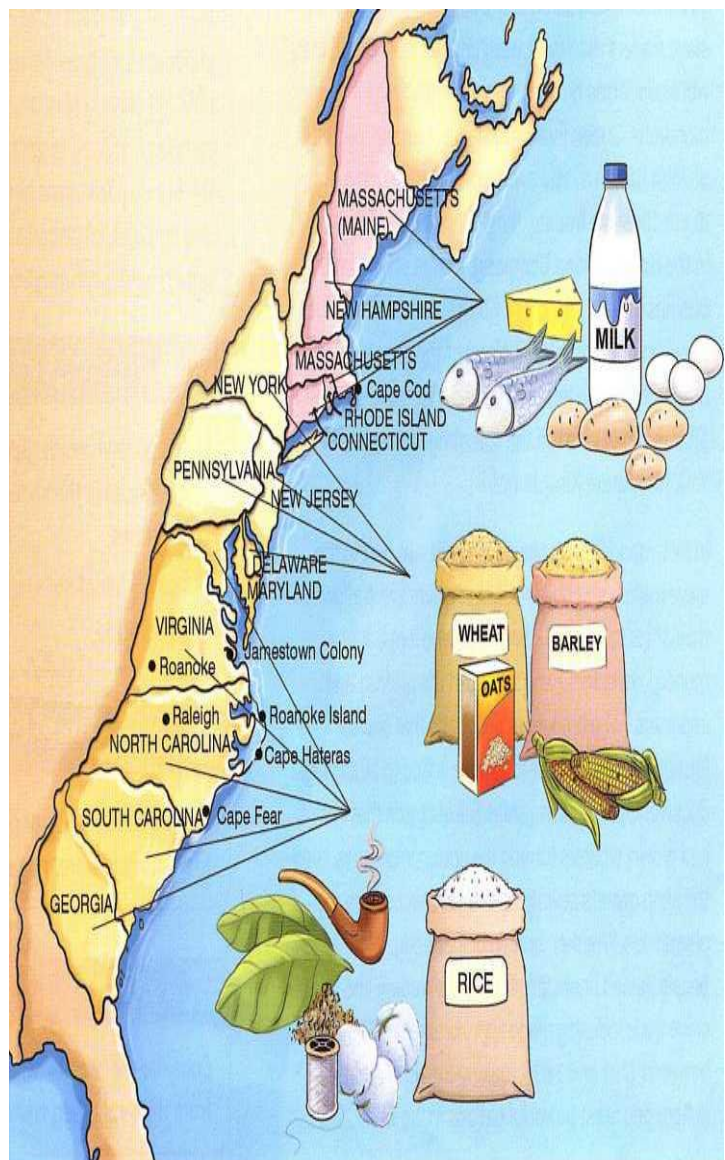 MASSACHUSETTS
(MAINE)
NEW HAMPSHIRE
MASSACHUSETTS
NEW YORK
Cape Cod
RHODE ISLAND
CONNECTICUT
PENNSYLVANIA
NEW JERSEY
DELAWARE
MARYLAND
VIRGINIA
Jamestown Colony
Roanoke
Raleigh
Roanoke Island
NORTH CAROLINA
Cape Hateras
SOUTH CAROLINA
Cape Fear
GEORGIA
MILK
WHEAT
BARLEY
OATS
RICE